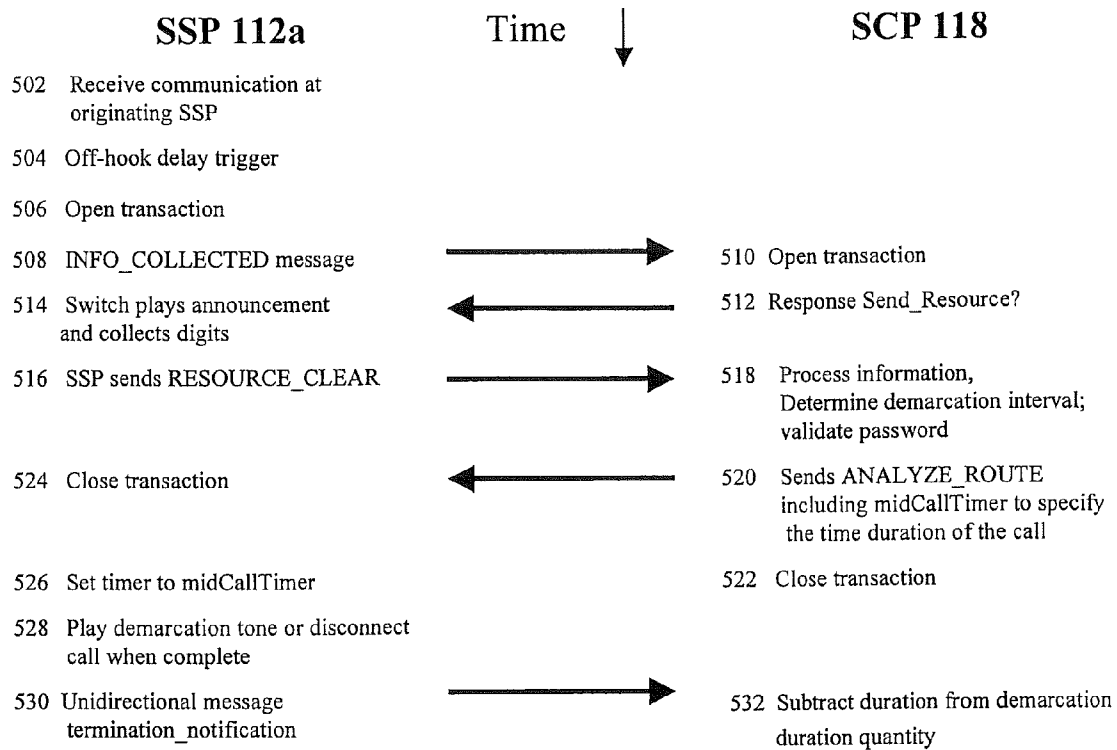 SSP 112a Time SCP 118
502 Receive communication at
originating SSP
504 Off-hook delay trigger
506 Open transaction
508 INFO_COLLECTED message
510 Open transaction
514 Switch plays announcement
and collects digits
512 Response Send_Resource?
516 SSP sends RESOURCE_CLEAR
518 Process information,
Determine demarcation interval;
validate password
524 Close transaction
520 Sends ANALYZE_ROUTE
including midCallTimer to specify
the time duration of the call
526 Set timer to midCallTimer
522 Close transaction
528 Play demarcation tone or disconnect
call when complete
530 Unidirectional message
termination_notification
532 Subtract duration from demarcation
duration quantity